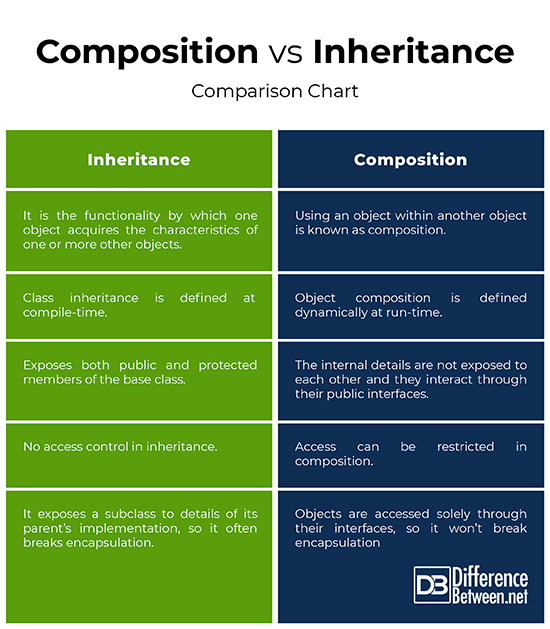 Composition vs Inheritance
Comparison Chart
Inheritance
Composition
It is the functionality by which one
object acquires the characteristics of
one or more other objects.
Using an object within another object
is known as composition.
Class inheritance is defined at
compile-time.
Object composition is defined
dynamically at run-time.
Exposes both public and protected
members of the base class.
The internal details are not exposed to
each other and they interact through
their public interfaces.
No access control in inheritance.
Access can be restricted in
composition.
It exposes a subclass to details of its
parent's implementation, so it often
breaks encapsulation.
Objects are accessed solely through
their interfaces, so it won't break
encapsulation
DB Difference
Between.net